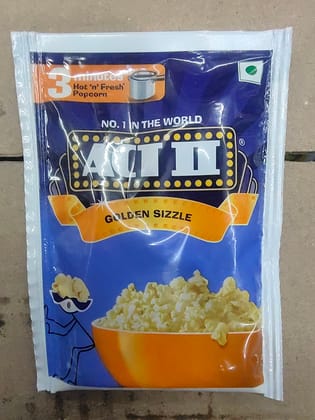 3 minutes
Hot 'n' Fresh
Popcorn
NO. 1 IN THE WORLD
ACT II ®
GOLDEN SIZZLE